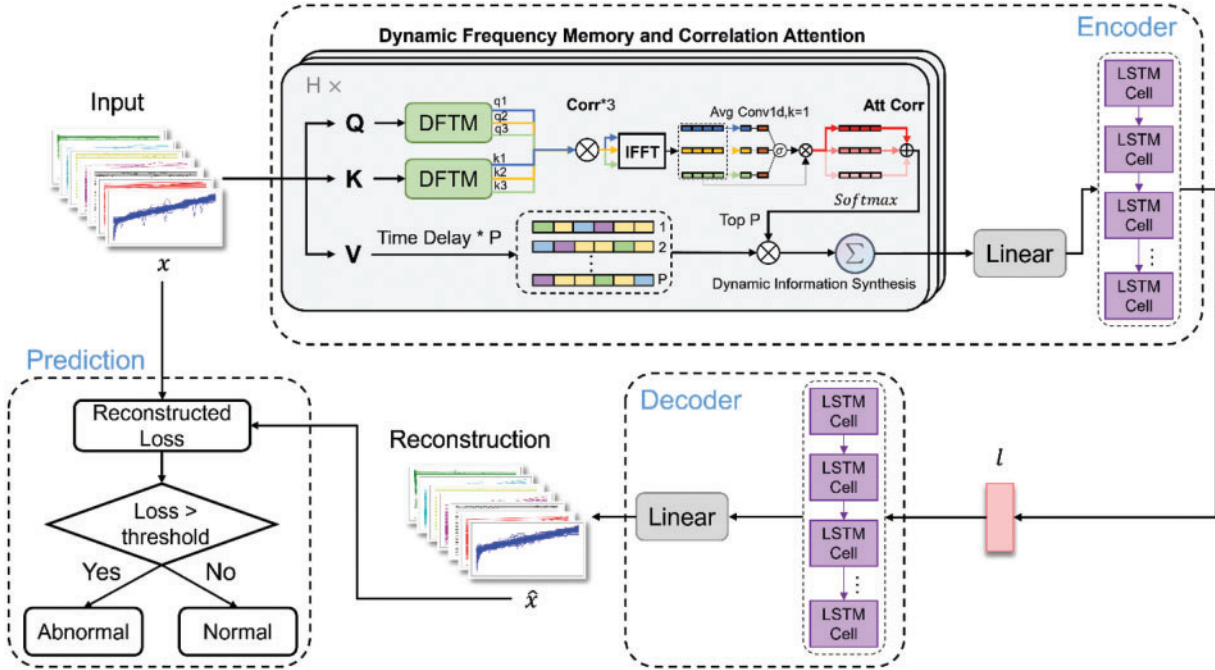 Encoder
Dynamic Frequency Memory and Correlation Attention
H ×
Input
Q
DFTM
q1
q2
q3
K
DFTM
k1
k2
k3
Corr*3
IFFT
Avg Conv1d,k=1
σ
Att Corr
Softmax
Top P
V
Time Delay * P
1
2
⋮
P
Σ
Dynamic Information Synthesis
Linear
LSTM
Cell
LSTM
Cell
LSTM
Cell
⋮
LSTM
Cell
x
Prediction
Reconstructed
Loss
Loss >
threshold
Yes
No
Abnormal
Normal
Reconstruction
x̂
Decoder
Linear
LSTM
Cell
LSTM
Cell
LSTM
Cell
⋮
LSTM
Cell
l